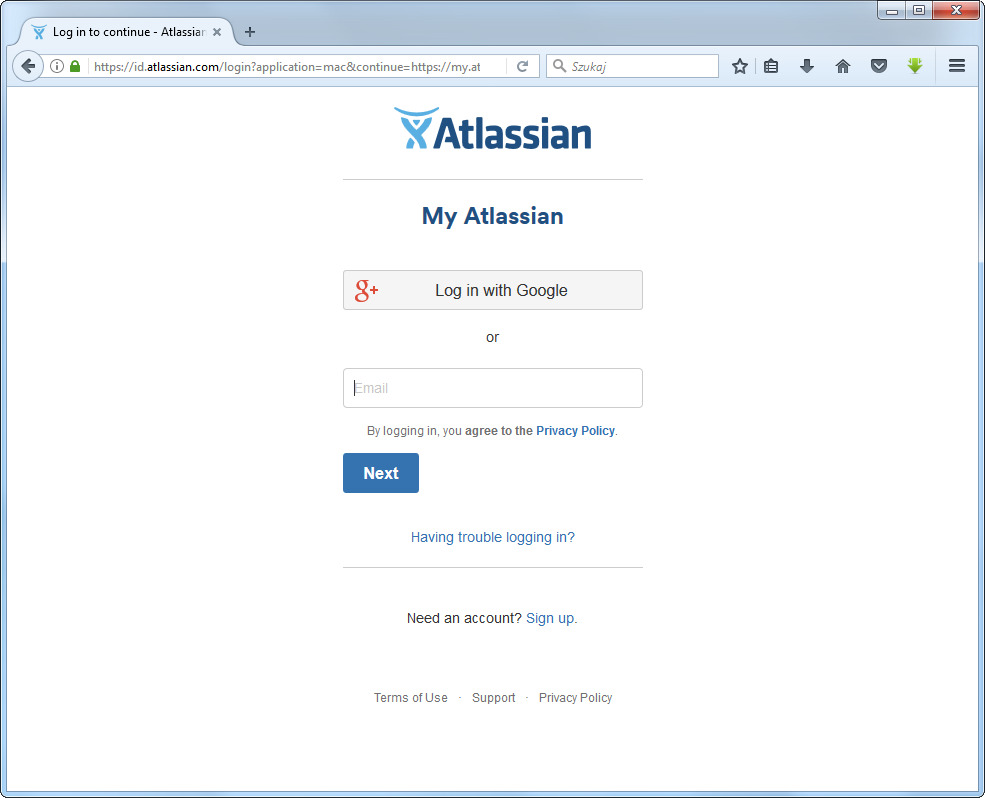 Log in to continue - Atlassian
https://id.atlassian.com/login?application=mac&continue=https://my.at
Szukaj
Atlassian
My Atlassian
g+ Log in with Google
or
Email
By logging in, you agree to the Privacy Policy.
Next
Having trouble logging in?
Need an account? Sign up.
Terms of Use · Support · Privacy Policy